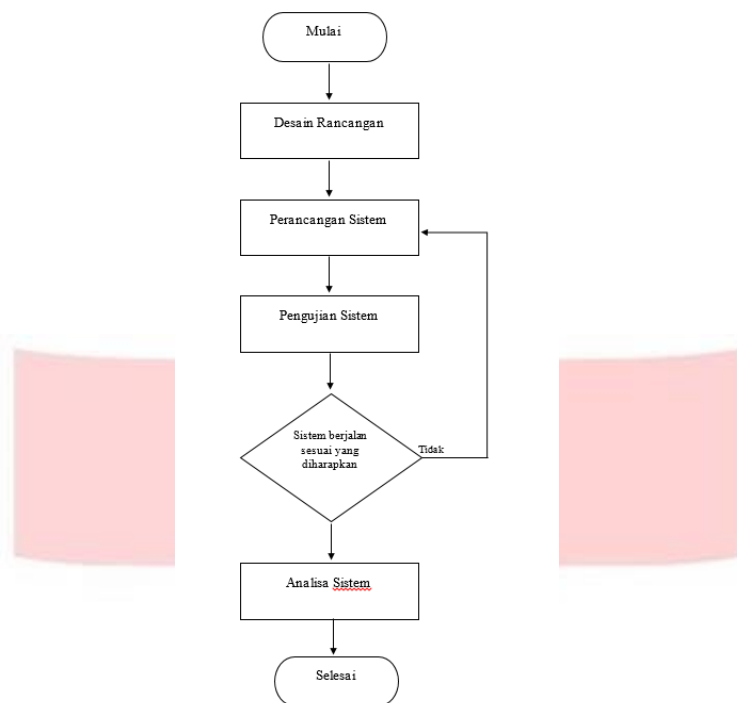 Mulai
Desain Rancangan
Perancangan Sistem
Pengujian Sistem
Sistem berjalan
sesuai yang
diharapkan
Tidak
Analisa Sistem
Selesai